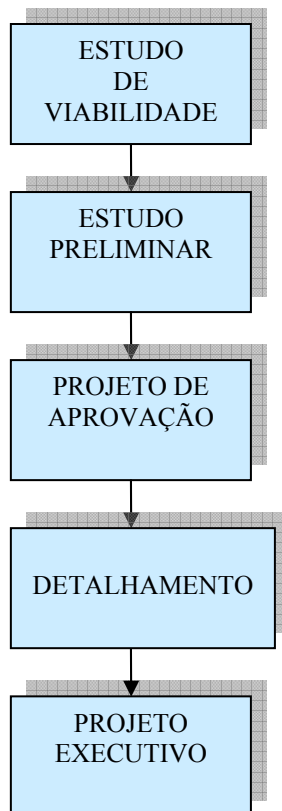 ESTUDO
DE
VIABILIDADE
ESTUDO
PRELIMINAR
PROJETO DE
APROVAÇÃO
DETALHAMENTO
PROJETO
EXECUTIVO